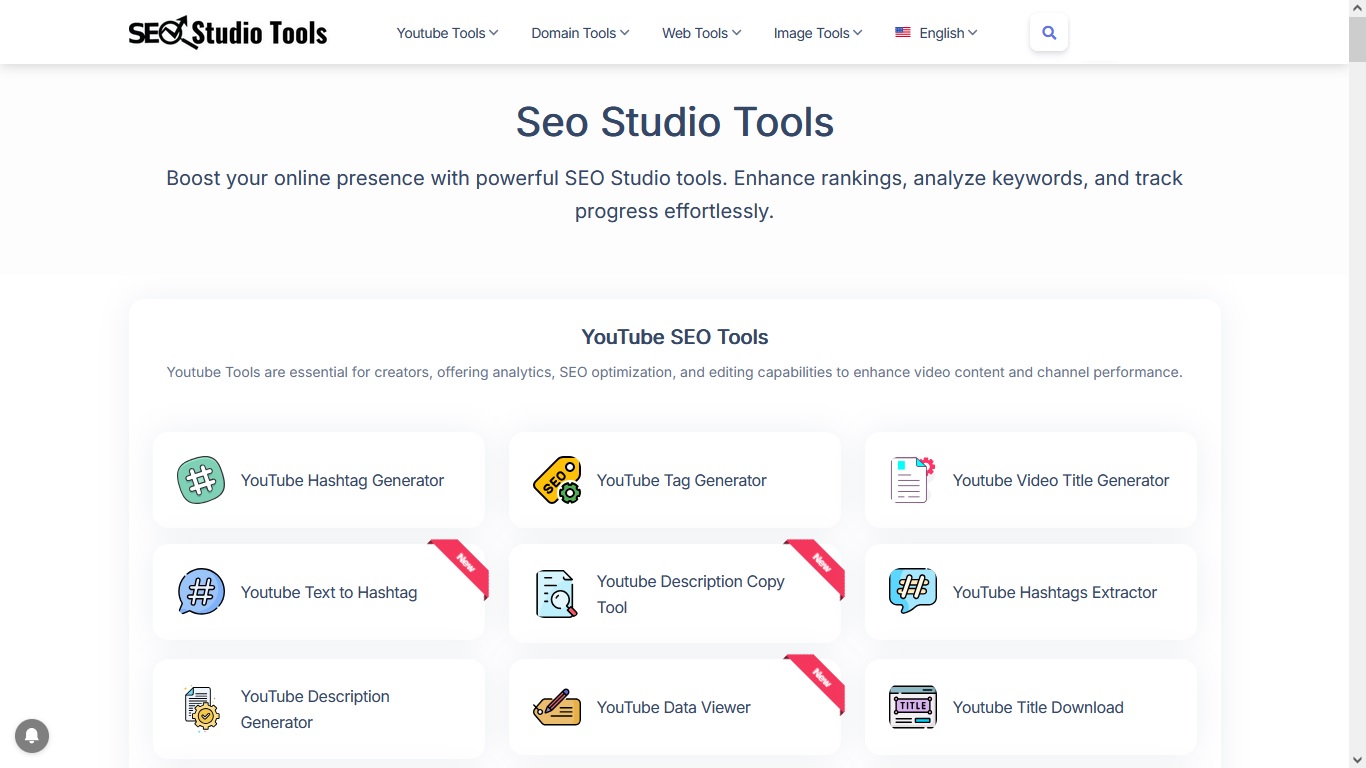 SEO Studio Tools
Youtube Tools
Domain Tools
Web Tools
Image Tools
English
Seo Studio Tools
Boost your online presence with powerful SEO Studio tools. Enhance rankings, analyze keywords, and track
progress effortlessly.
YouTube SEO Tools
Youtube Tools are essential for creators, offering analytics, SEO optimization, and editing capabilities to enhance video content and channel performance.
YouTube Hashtag Generator
SEO
YouTube Tag Generator
Youtube Video Title Generator
Youtube Text to Hashtag
New
Youtube Description Copy
Tool
New
YouTube Hashtags Extractor
YouTube Description
Generator
YouTube Data Viewer
New
TITLE
Youtube Title Download